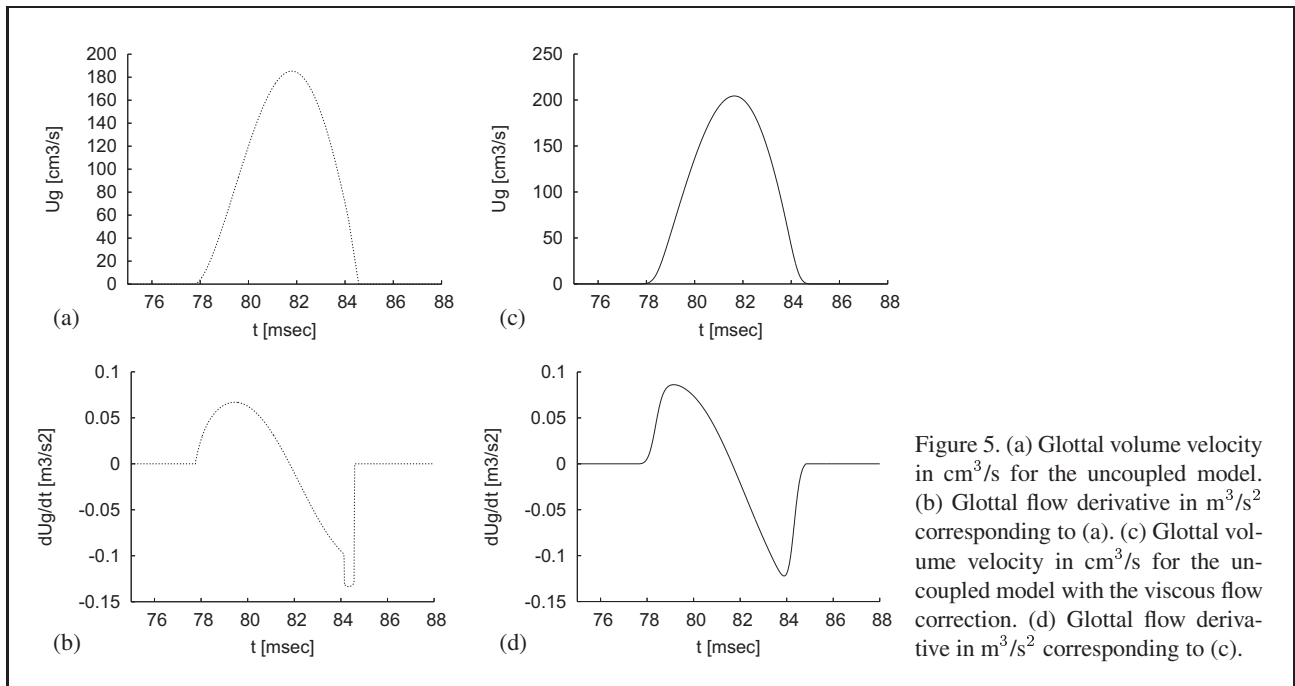 200
180
160
140
120
100
80
60
40
20
0
Ug [cm3/s]
76 78 80 82 84 86 88
t [msec]
(a)
250
200
150
100
50
0
Ug [cm3/s]
76 78 80 82 84 86 88
t [msec]
(c)
0.1
0.05
0
-0.05
-0.1
-0.15
dUg/dt [m3/s2]
76 78 80 82 84 86 88
t [msec]
(b)
0.1
0.05
0
-0.05
-0.1
-0.15
dUg/dt [m3/s2]
76 78 80 82 84 86 88
t [msec]
(d)
Figure 5. (a) Glottal volume velocity
in cm³/s for the uncoupled model.
(b) Glottal flow derivative in m³/s²
corresponding to (a). (c) Glottal vol-
ume velocity in cm³/s for the un-
coupled model with the viscous flow
correction. (d) Glottal flow deriva-
tive in m³/s² corresponding to (c).